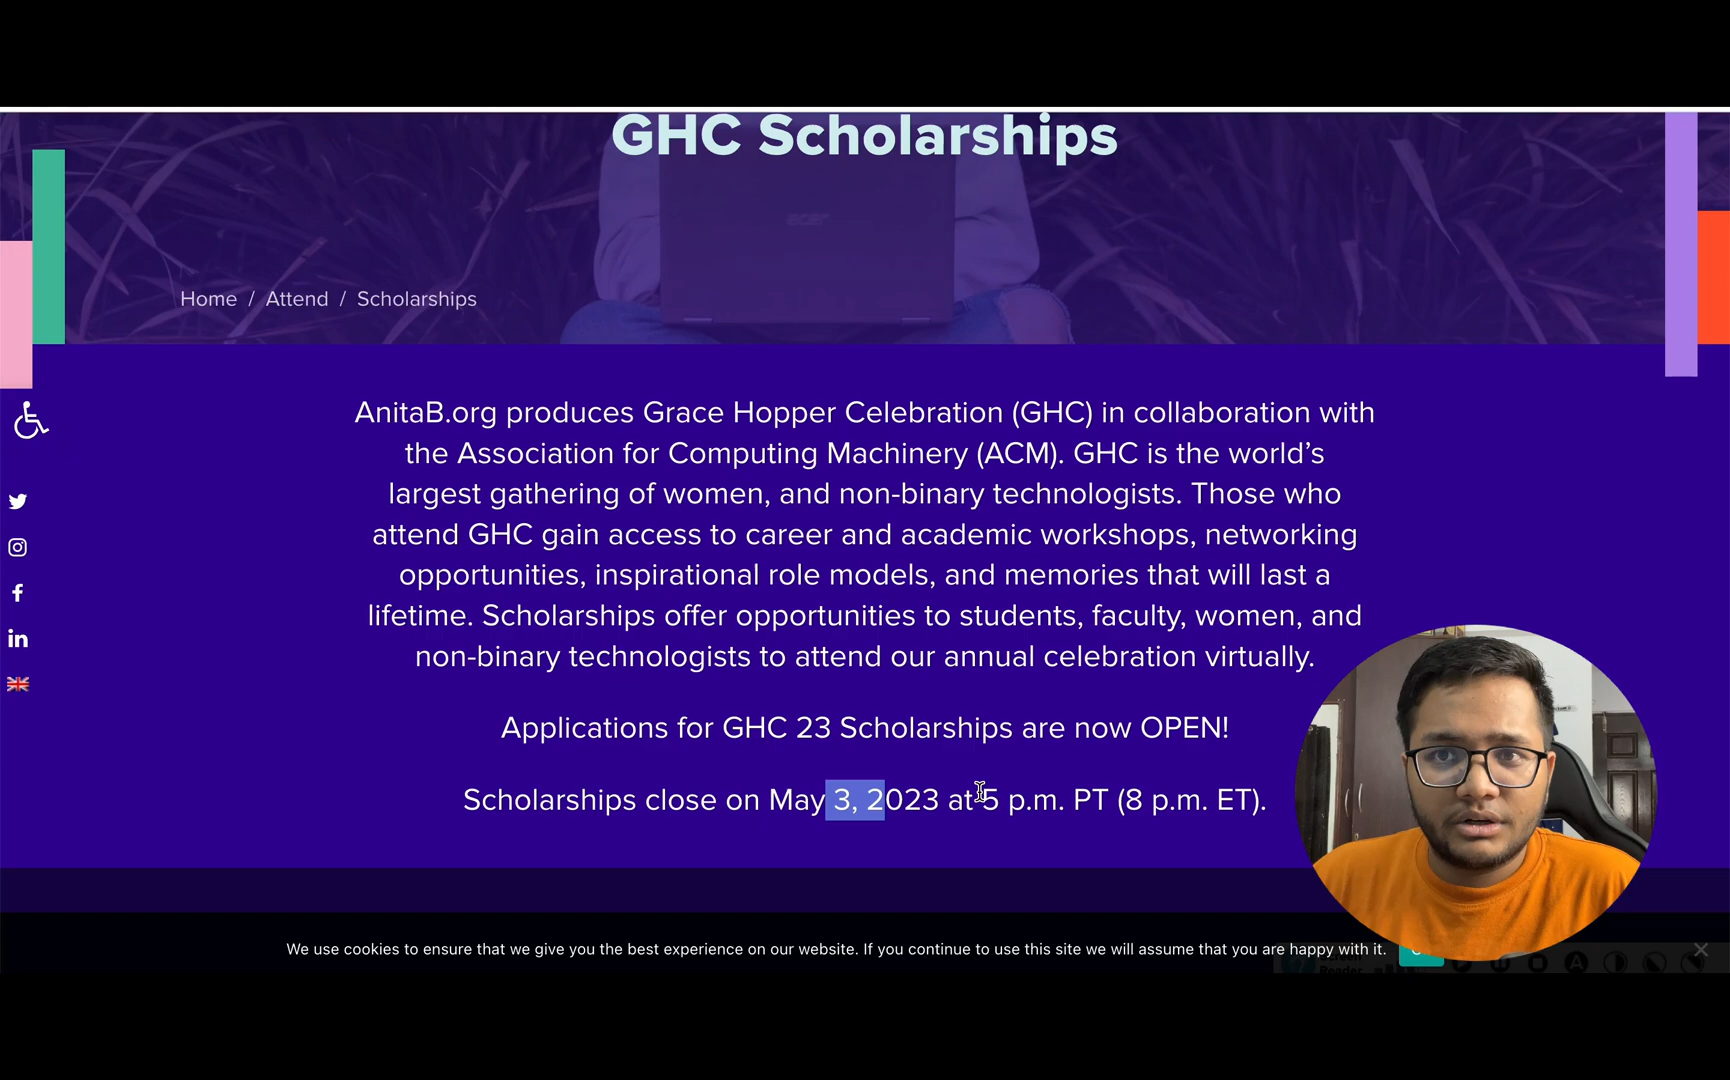 GHC Scholarships
acer
Home / Attend / Scholarships
AnitaB.org produces Grace Hopper Celebration (GHC) in collaboration with
the Association for Computing Machinery (ACM). GHC is the world’s
largest gathering of women, and non-binary technologists. Those who
attend GHC gain access to career and academic workshops, networking
opportunities, inspirational role models, and memories that will last a
lifetime. Scholarships offer opportunities to students, faculty, women, and
non-binary technologists to attend our annual celebration virtually.
Applications for GHC 23 Scholarships are now OPEN!
Scholarships close on May 3, 2023 at 5 p.m. PT (8 p.m. ET).
We use cookies to ensure that we give you the best experience on our website. If you continue to use this site we will assume that you are happy with it.
Reader